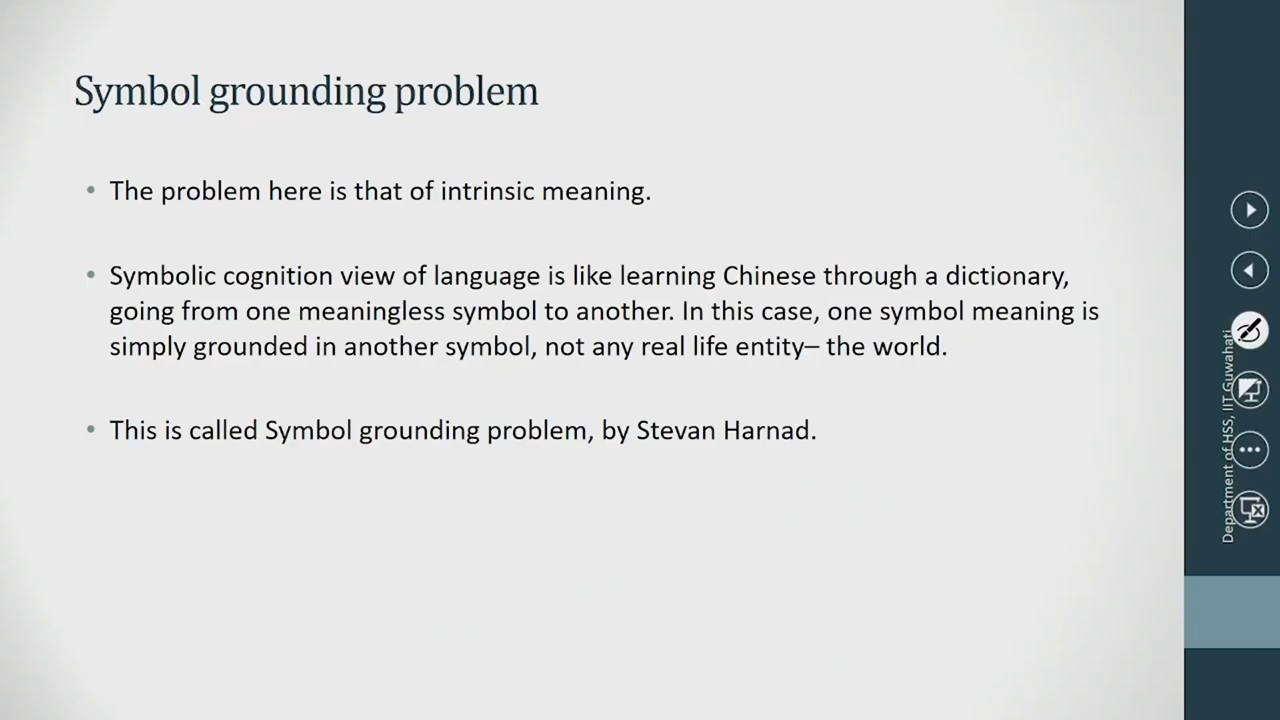 Symbol grounding problem
• The problem here is that of intrinsic meaning.
• Symbolic cognition view of language is like learning Chinese through a dictionary,
going from one meaningless symbol to another. In this case, one symbol meaning is
simply grounded in another symbol, not any real life entity– the world.
• This is called Symbol grounding problem, by Stevan Harnad.
Department of HSS, IIT Guwahati